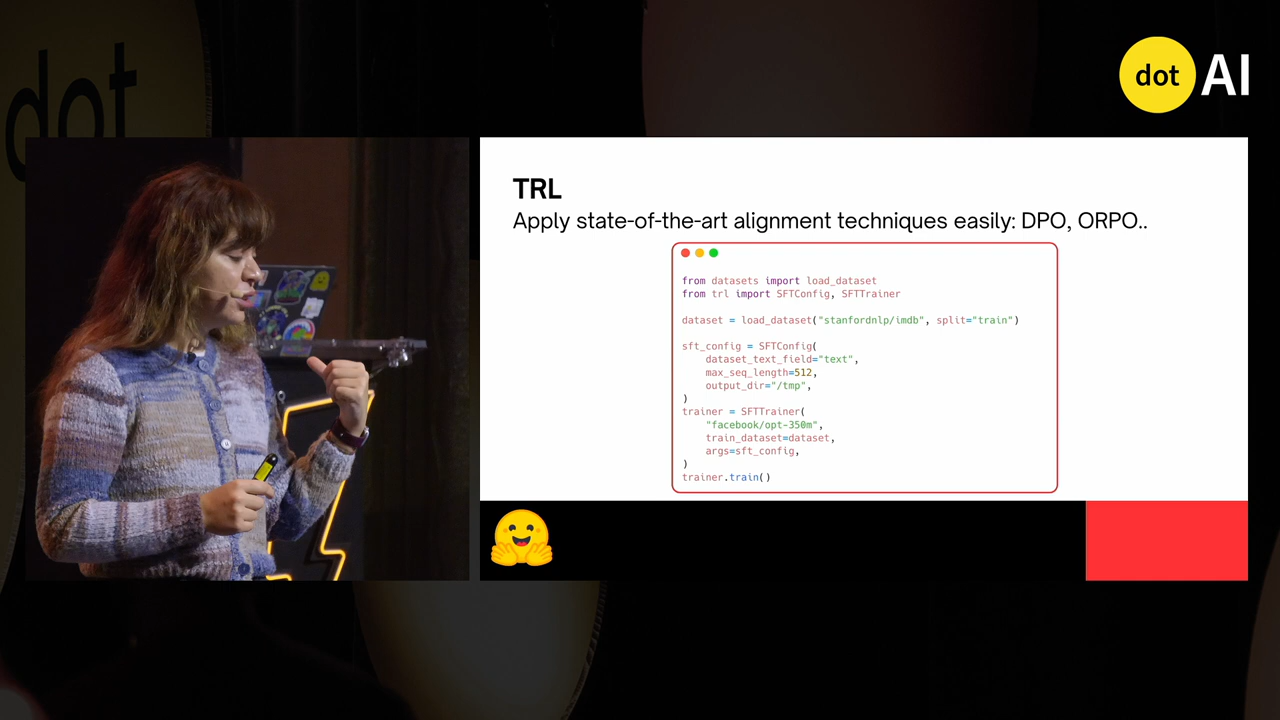 dot
dot AI
TRL
Apply state-of-the-art alignment techniques easily: DPO, ORPO..
from datasets import load_dataset
from trl import SFTConfig, SFTTrainer
dataset = load_dataset("stanfordnlp/imdb", split="train")
sft_config = SFTConfig(
    dataset_text_field="text",
    max_seq_length=512,
    output_dir="/tmp",
)
trainer = SFTTrainer(
    "facebook/opt-350m",
    train_dataset=dataset,
    args=sft_config,
)
trainer.train()